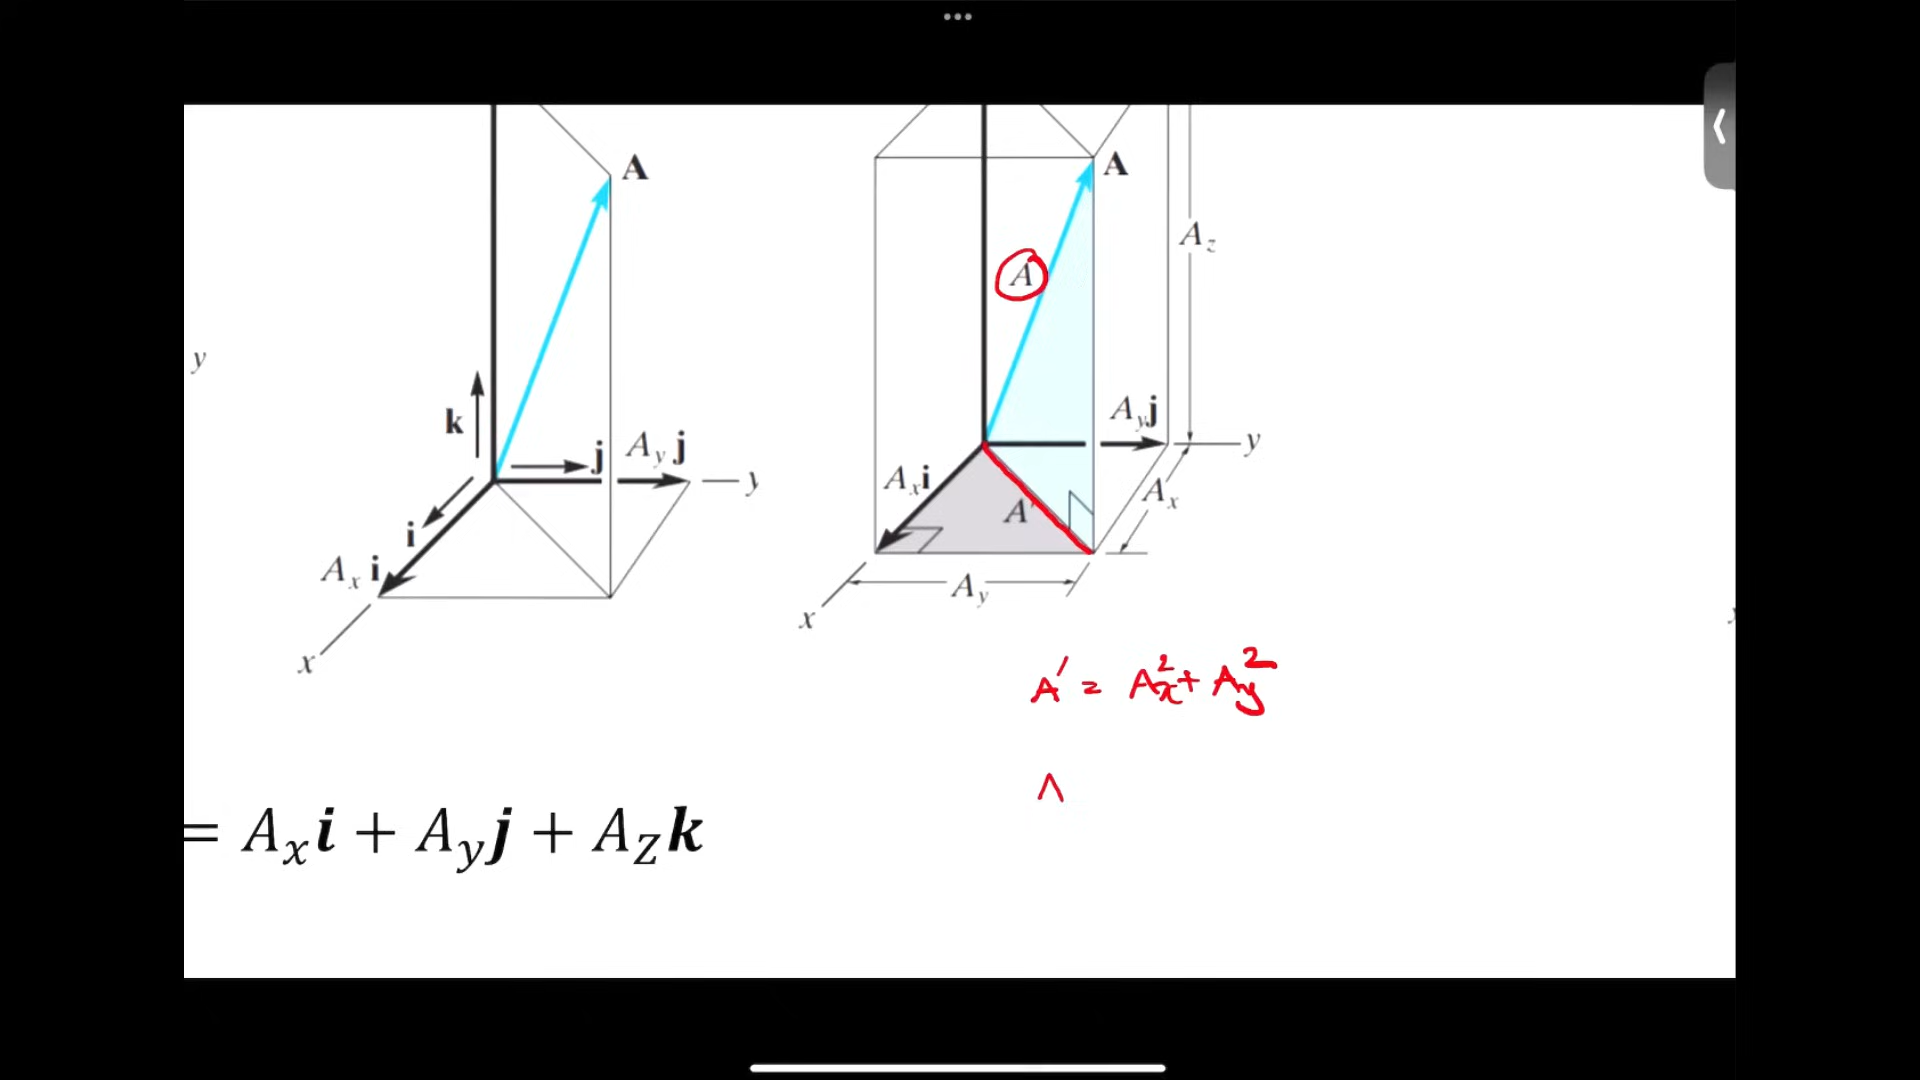 A
A
A
A_z
y
k
j
A_y j
y
i
A_x i
x
A_y j
y
A_x i
A'
A_x
A_y
x
A' = A_x^2 + A_y^2
A
= A_x i + A_y j + A_Z k